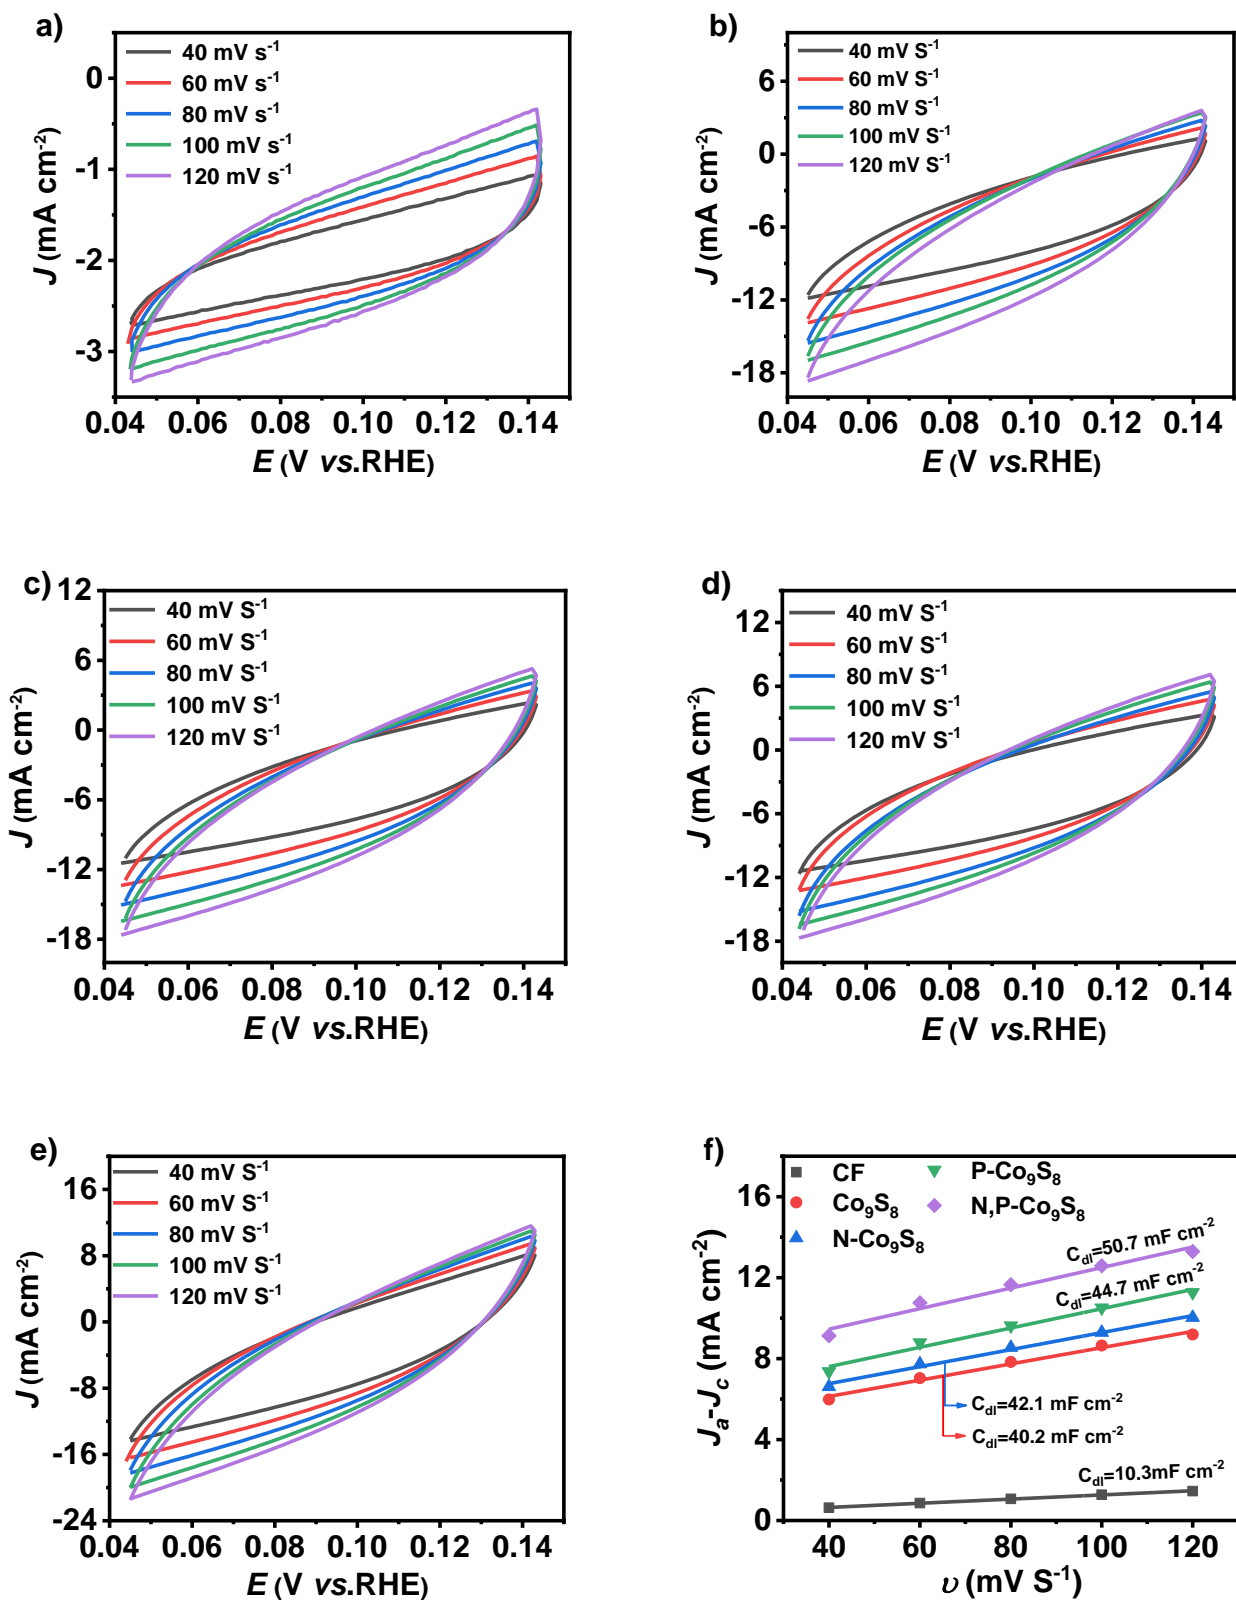 a)
40 mV s⁻¹
60 mV s⁻¹
80 mV s⁻¹
100 mV s⁻¹
120 mV s⁻¹
0
-1
-2
-3
J (mA cm⁻²)
0.04 0.06 0.08 0.10 0.12 0.14
E (V vs.RHE)
b)
40 mV S⁻¹
60 mV S⁻¹
80 mV S⁻¹
100 mV S⁻¹
120 mV S⁻¹
6
0
-6
-12
-18
J (mA cm⁻²)
0.04 0.06 0.08 0.10 0.12 0.14
E (V vs.RHE)
c)
40 mV S⁻¹
60 mV S⁻¹
80 mV S⁻¹
100 mV S⁻¹
120 mV S⁻¹
12
6
0
-6
-12
-18
J (mA cm⁻²)
0.04 0.06 0.08 0.10 0.12 0.14
E (V vs.RHE)
d)
40 mV S⁻¹
60 mV S⁻¹
80 mV S⁻¹
100 mV S⁻¹
120 mV S⁻¹
12
6
0
-6
-12
-18
J (mA cm⁻²)
0.04 0.06 0.08 0.10 0.12 0.14
E (V vs.RHE)
e)
40 mV S⁻¹
60 mV S⁻¹
80 mV S⁻¹
100 mV S⁻¹
120 mV S⁻¹
16
8
0
-8
-16
-24
J (mA cm⁻²)
0.04 0.06 0.08 0.10 0.12 0.14
E (V vs.RHE)
f)
CF
Co₉S₈
N-Co₉S₈
P-Co₉S₈
N,P-Co₉S₈
C_dl=50.7 mF cm⁻²
C_dl=44.7 mF cm⁻²
C_dl=42.1 mF cm⁻²
C_dl=40.2 mF cm⁻²
C_dl=10.3mF cm⁻²
16
12
8
4
0
J_a-J_c (mA cm⁻²)
40 60 80 100 120
υ (mV S⁻¹)